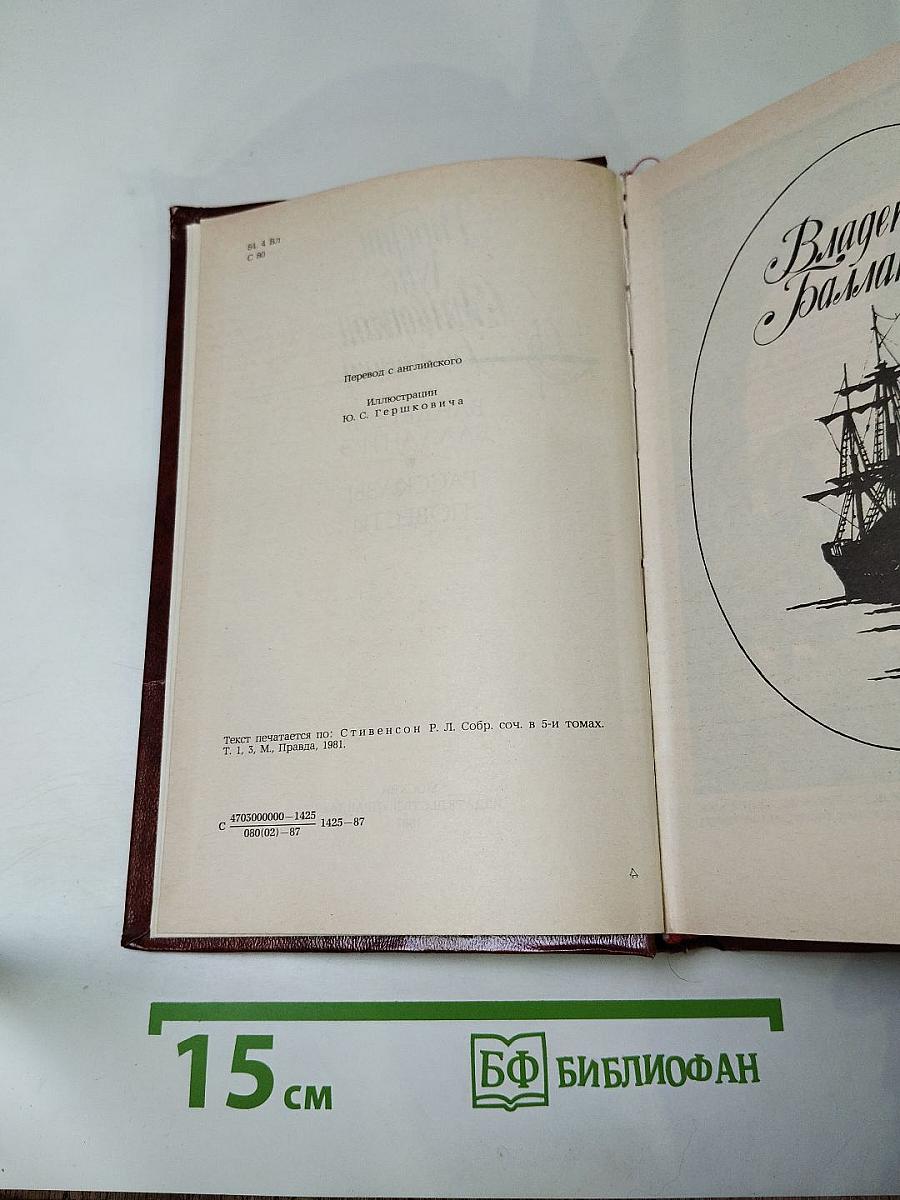 84. 4 Вл
С 80
Перевод с английского
Иллюстрации
Ю. С. Гершковича
Текст печатается по: Стивенсон Р. Л. Собр. соч. в 5-и томах.
Т. 1, 3, М., Правда, 1981.
С 4703000000—1425 1425—87
080(02)—87
15 см
БФ БИБЛИОФАН